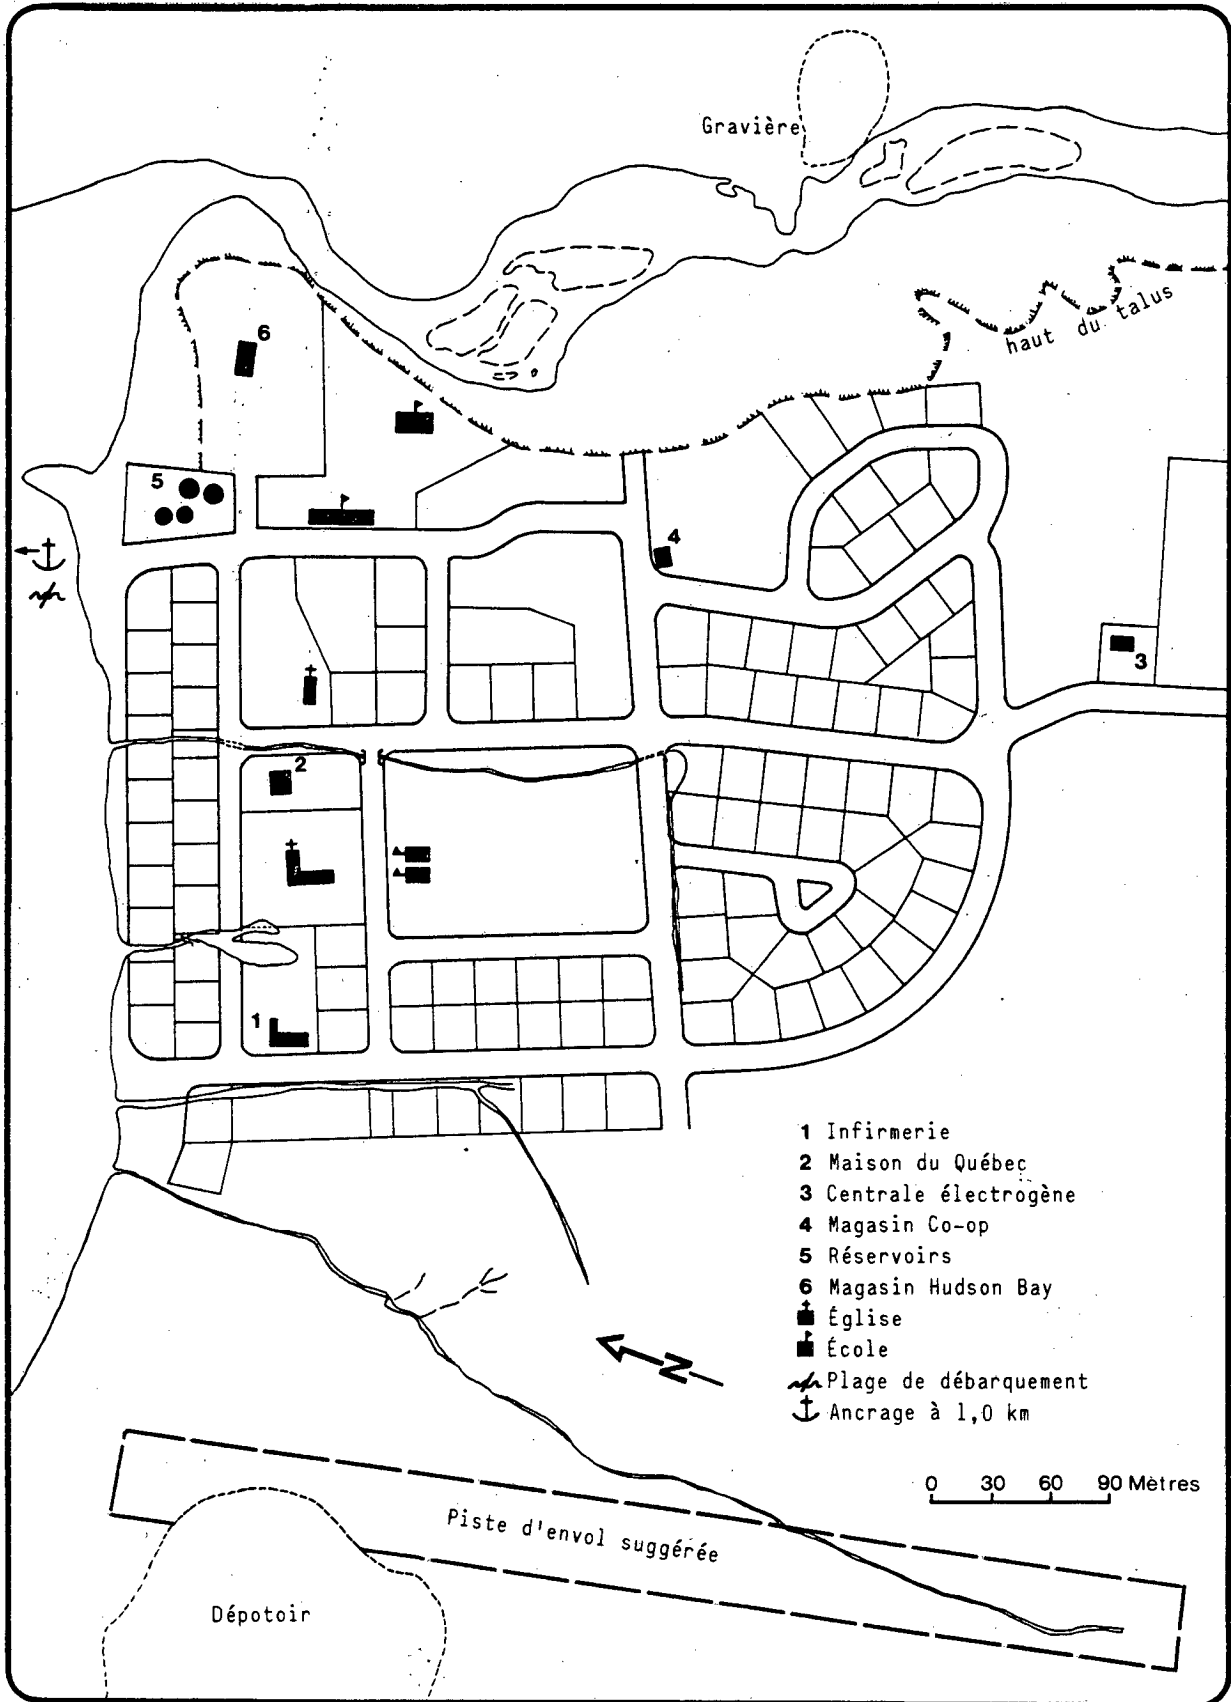 Gravière
haut du talus
6
5
4
3
2
1
N
1 Infirmerie
2 Maison du Québec
3 Centrale électrogène
4 Magasin Co-op
5 Réservoirs
6 Magasin Hudson Bay
Église
École
Plage de débarquement
Ancrage à 1,0 km
0 30 60 90 Mètres
Piste d'envol suggérée
Dépotoir